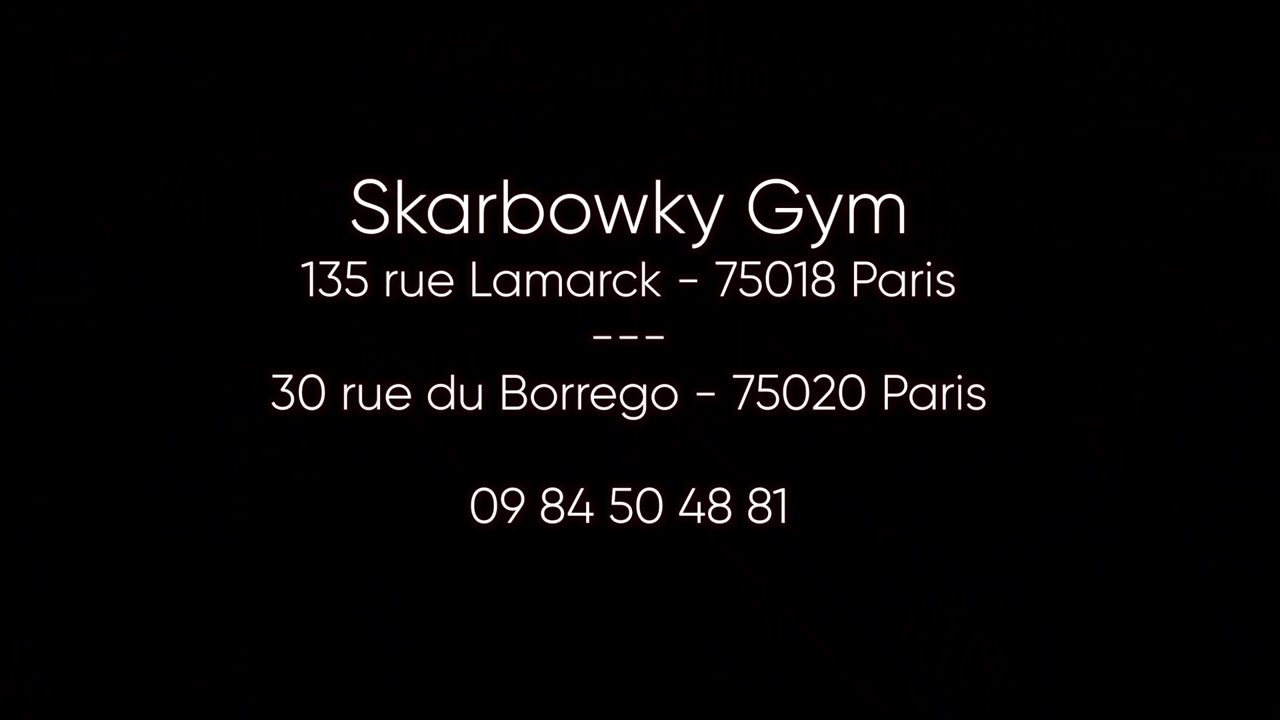 Skarbowky Gym
135 rue Lamarck - 75018 Paris
---
30 rue du Borrego - 75020 Paris
09 84 50 48 81